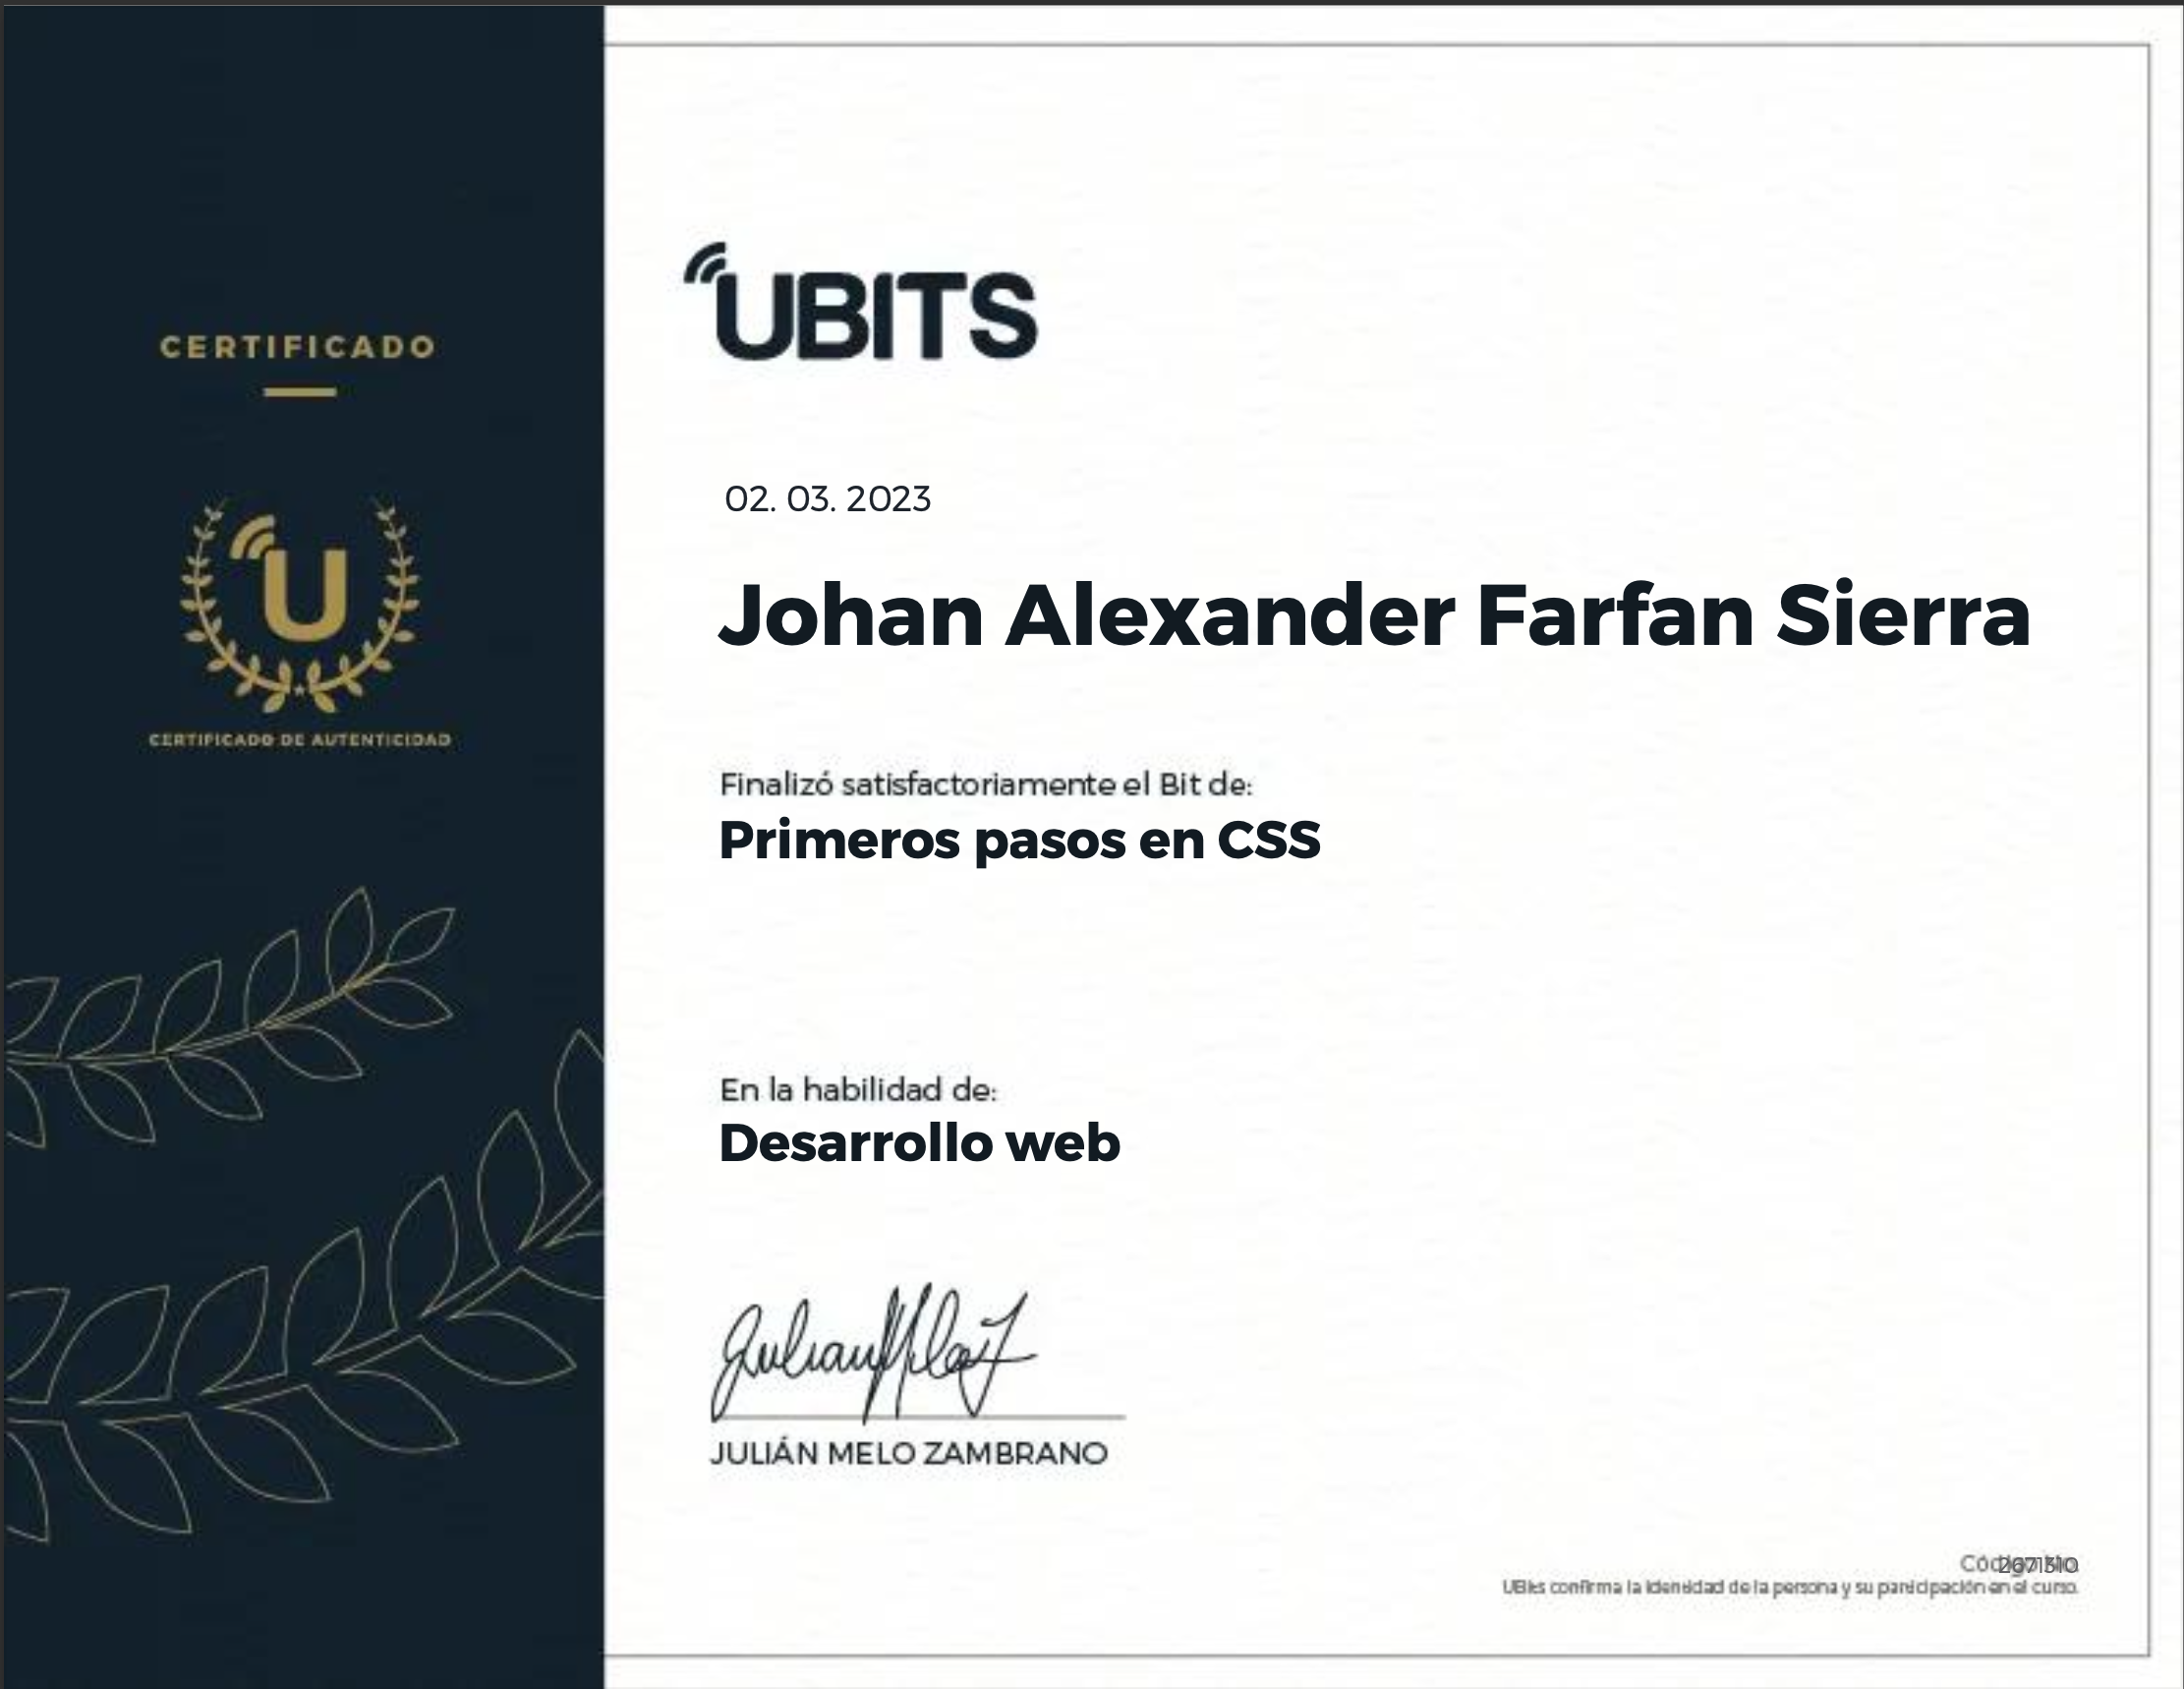 CERTIFICADO
U
CERTIFICADO DE AUTENTICIDAD
UBITS
02. 03. 2023
Johan Alexander Farfan Sierra
Finalizó satisfactoriamente el Bit de:
Primeros pasos en CSS
En la habilidad de:
Desarrollo web
JULIÁN MELO ZAMBRANO
2671310
UBits confirma la identidad de la persona y su participación en el curso.